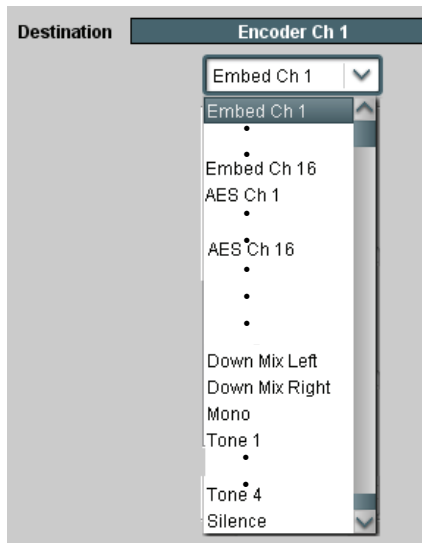 Destination Encoder Ch 1
Embed Ch 1
Embed Ch 1
Embed Ch 16
AES Ch 1
AES Ch 16
Down Mix Left
Down Mix Right
Mono
Tone 1
Tone 4
Silence